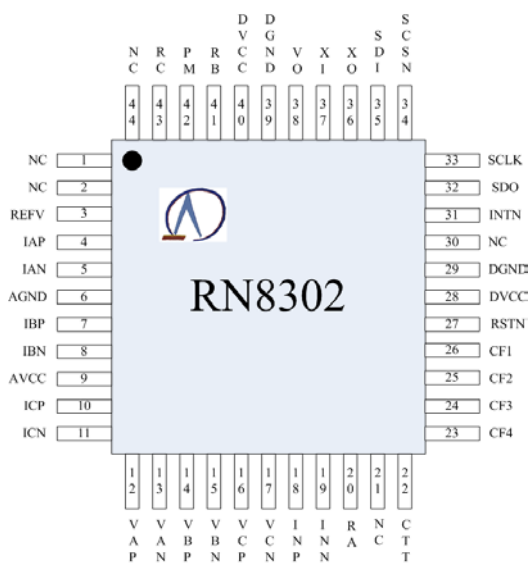 NC
RC
PM
RB
DVCC
DGND
VO
XI
XO
SDI
SCSN
44
43
42
41
40
39
38
37
36
35
34
NC 1
NC 2
REFV 3
IAP 4
IAN 5
AGND 6
IBP 7
IBN 8
AVCC 9
ICP 10
ICN 11
RN8302
33 SCLK
32 SDO
31 INTN
30 NC
29 DGND
28 DVCC
27 RSTN
26 CF1
25 CF2
24 CF3
23 CF4
12
13
14
15
16
17
18
19
20
21
22
VAP
VAN
VBP
VBN
VCP
VCN
INP
INN
RA
NC
CTT